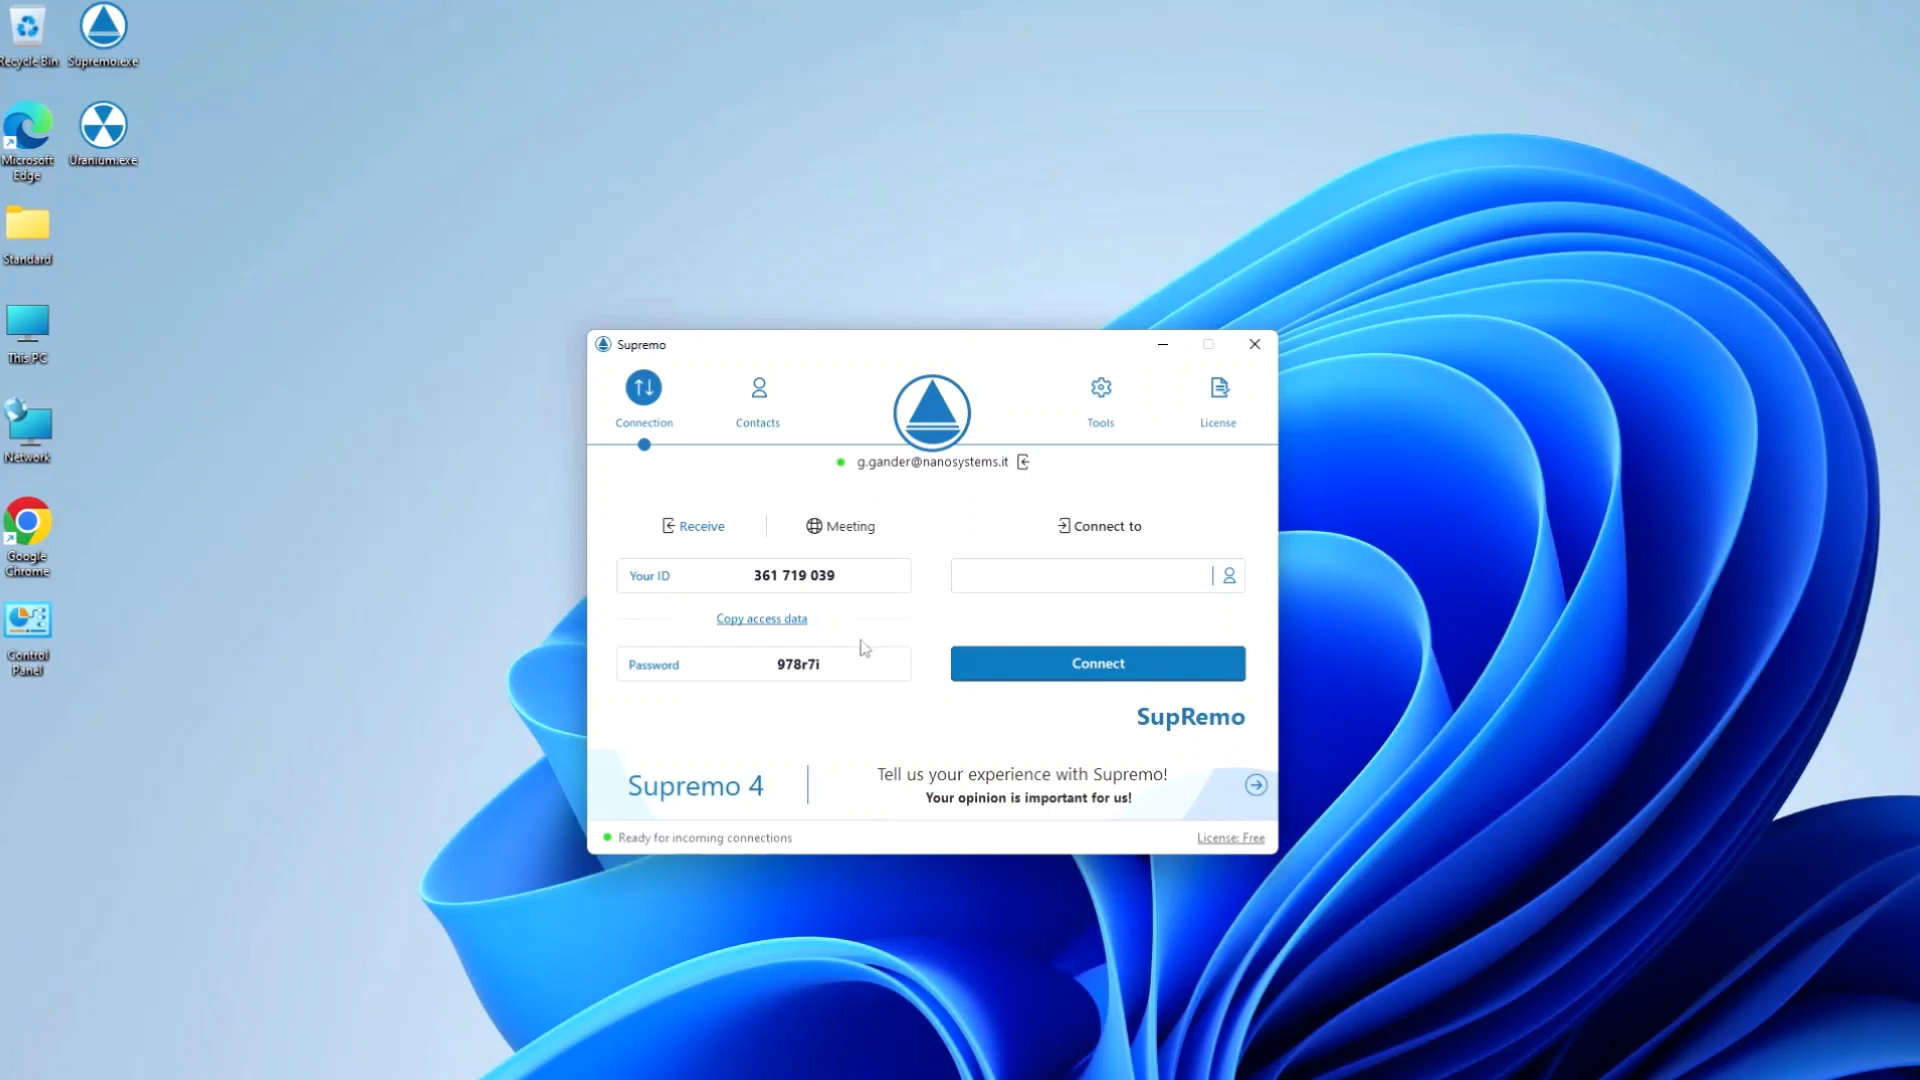 Recycle Bin
Supremo.exe
Microsoft
Edge
Uranium.exe
Standard
This PC
Network
Google
Chrome
Control
Panel
Supremo
Connection
Contacts
Tools
License
g.gander@nanosystems.it
Receive
Meeting
Connect to
Your ID
361 719 039
Copy access data
Password
978r7i
Connect
SupRemo
Supremo 4
Tell us your experience with Supremo!
Your opinion is important for us!
Ready for incoming connections
License: Free